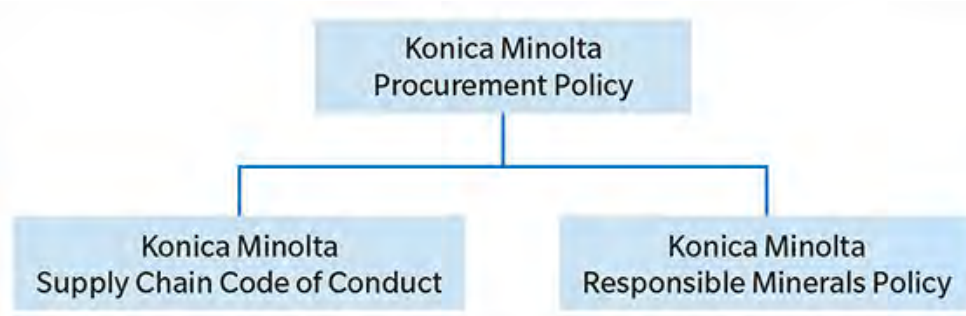 Konica Minolta
Procurement Policy
Konica Minolta
Supply Chain Code of Conduct
Konica Minolta
Responsible Minerals Policy